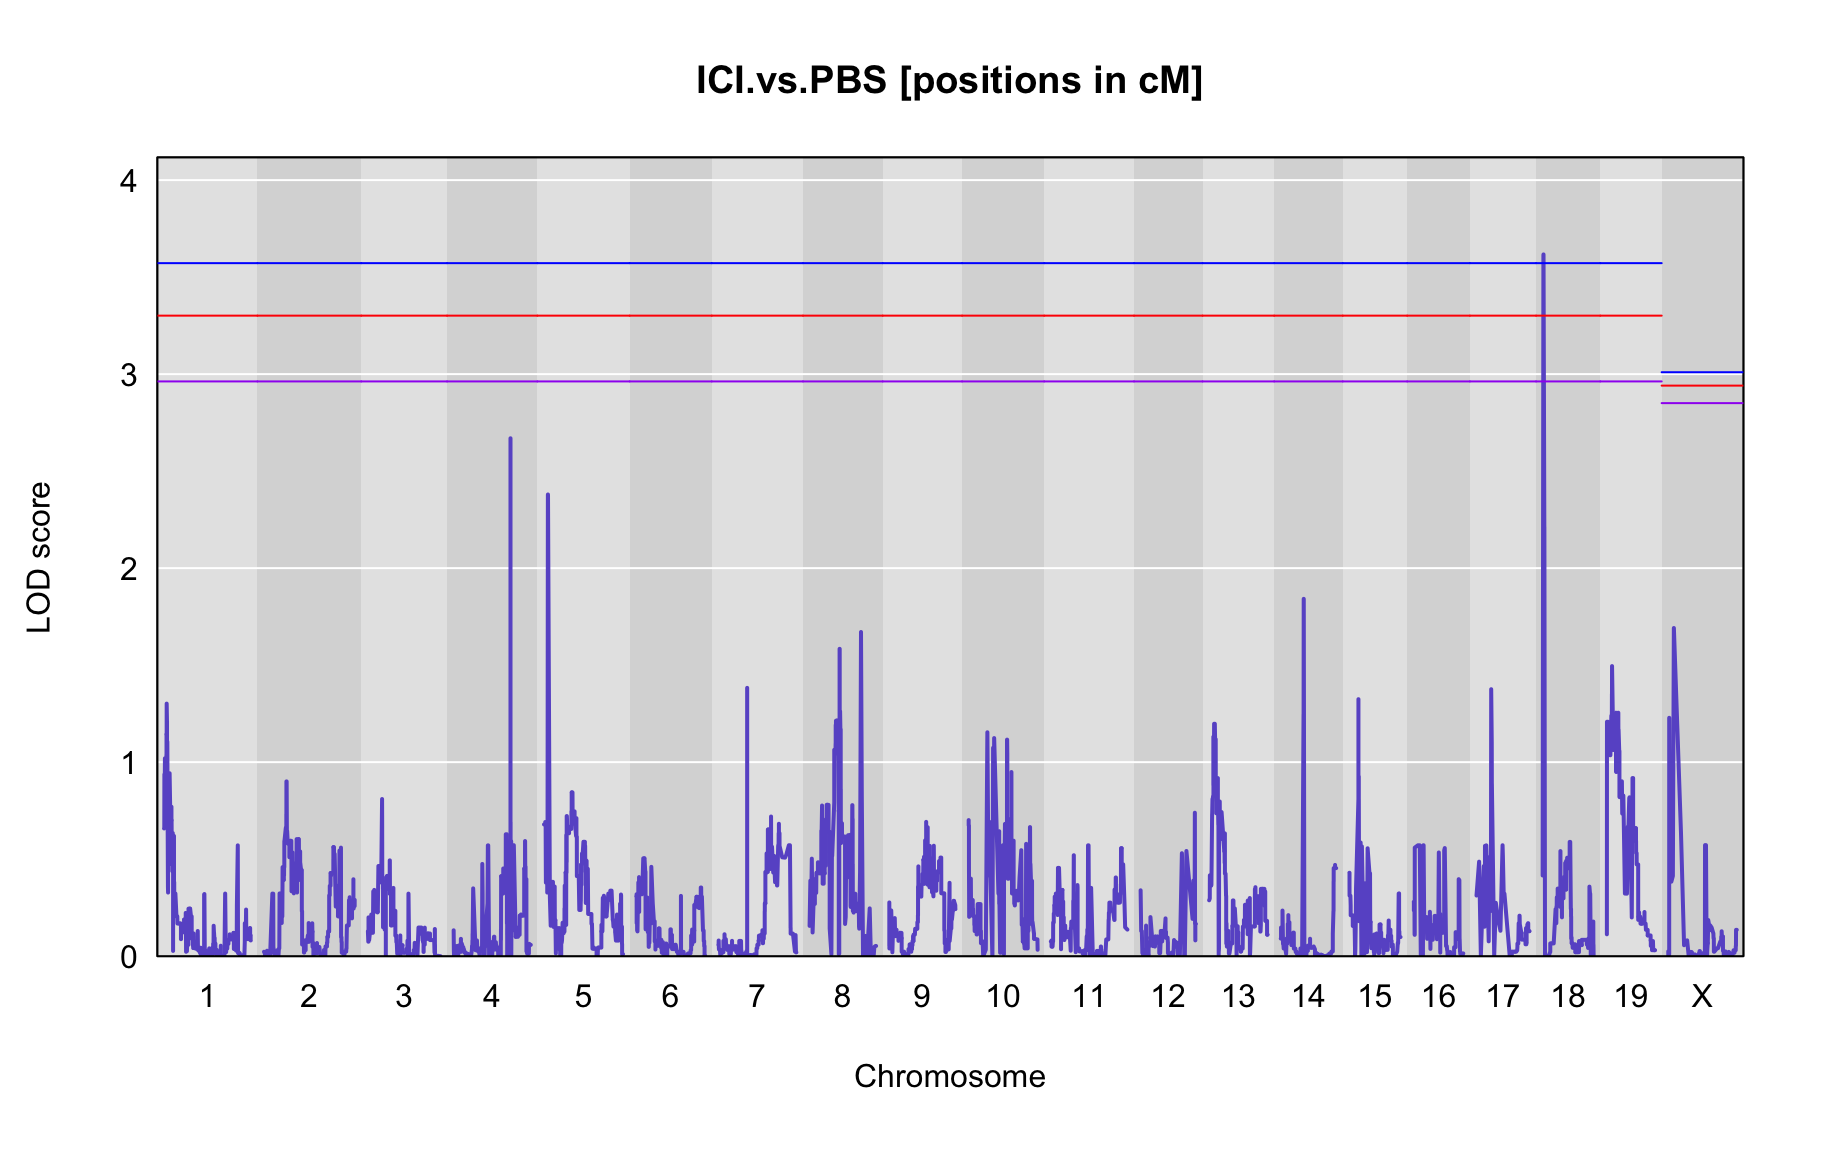 ICI.vs.PBS [positions in cM]
4
3
2
1
0
LOD score
1 2 3 4 5 6 7 8 9 10 11 12 13 14 15 16 17 18 19 X
Chromosome